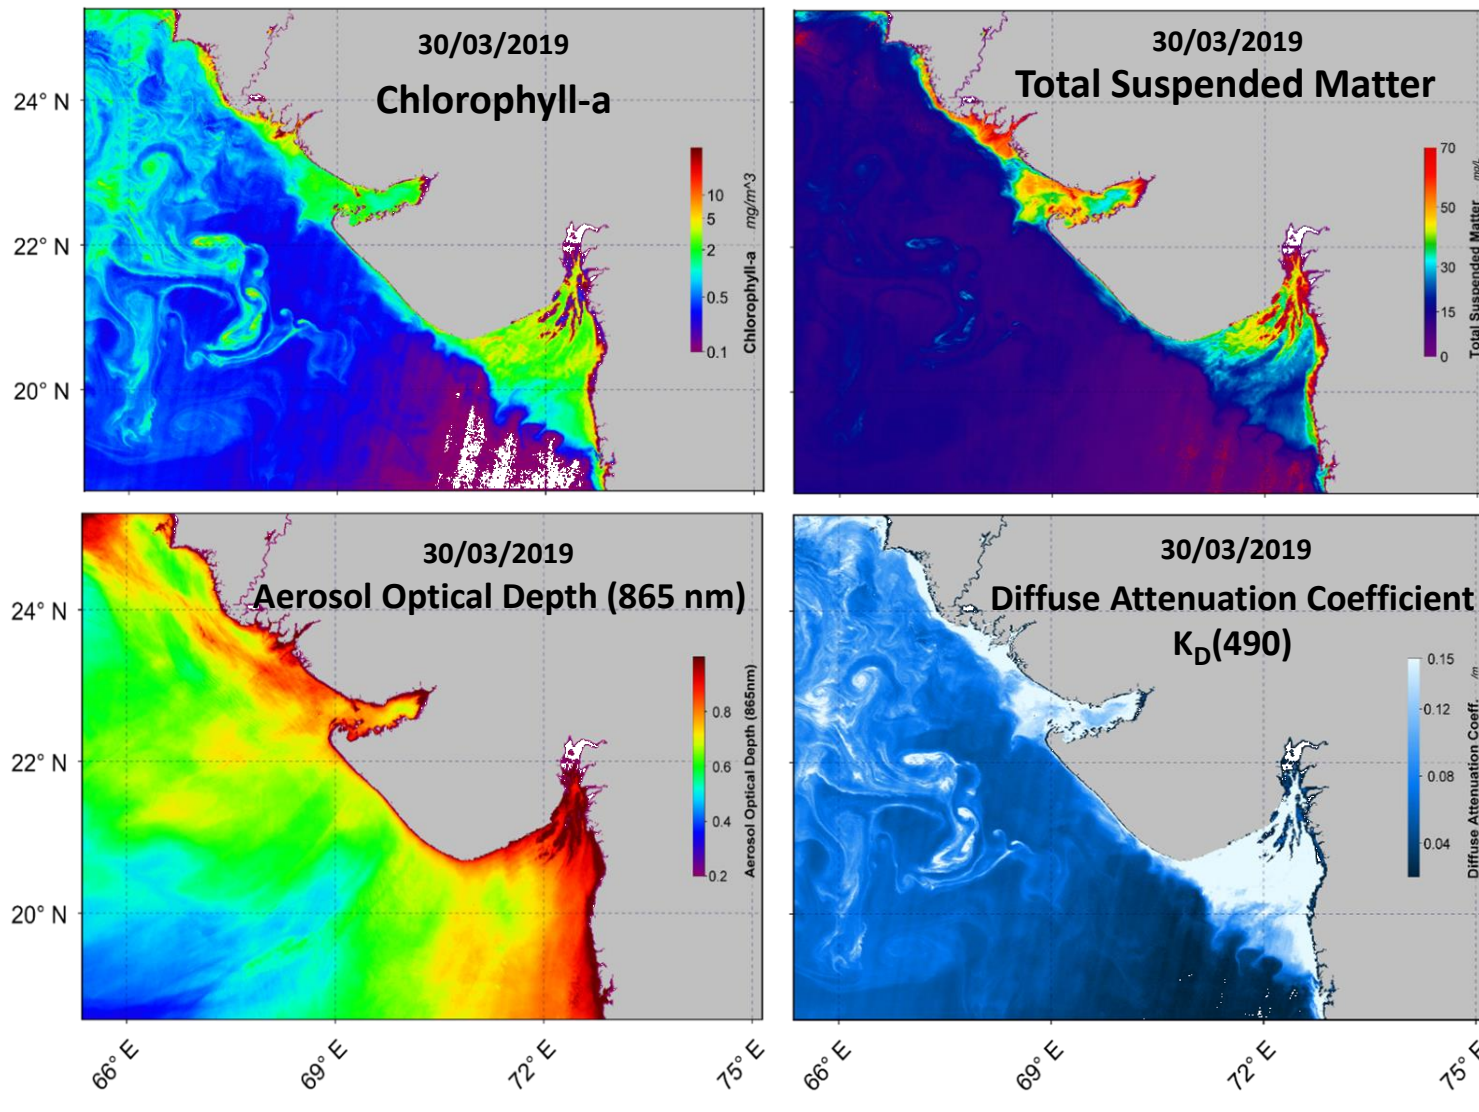 30/03/2019
Chlorophyll-a
24° N
22° N
20° N
10
5
2
0.5
0.1
Chlorophyll-a mg/m^3
30/03/2019
Total Suspended Matter
70
50
30
15
0
Total Suspended Matter mg/L
30/03/2019
Aerosol Optical Depth (865 nm)
24° N
22° N
20° N
0.8
0.6
0.4
0.2
Aerosol Optical Depth (865nm)
66° E
69° E
72° E
75° E
30/03/2019
Diffuse Attenuation Coefficient
K_D(490)
0.15
0.12
0.08
0.04
Diffuse Attenuation Coeff. /m
66° E
69° E
72° E
75°